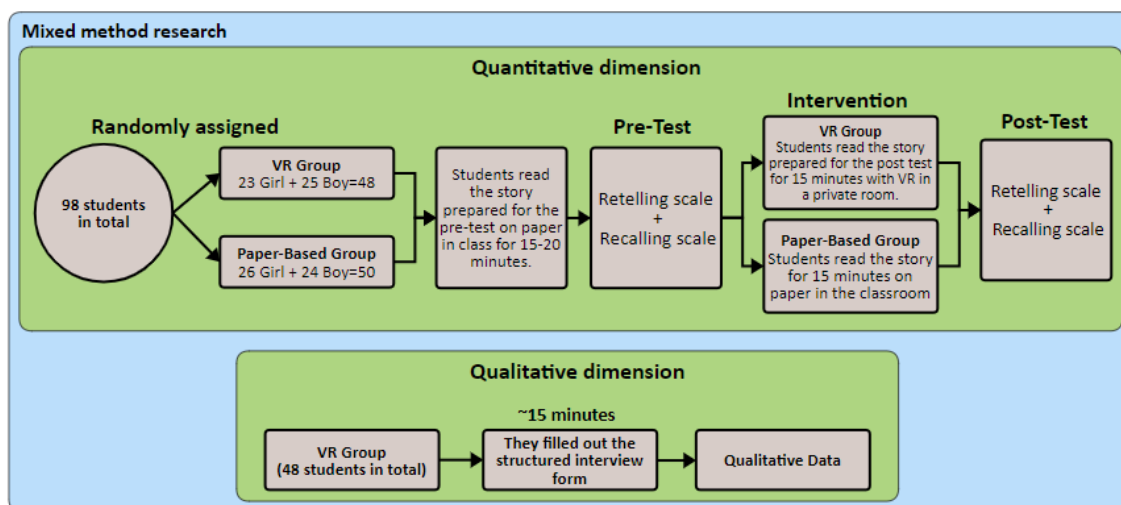 Mixed method research
Quantitative dimension
Randomly assigned
98 students
in total
VR Group
23 Girl + 25 Boy=48
Paper-Based Group
26 Girl + 24 Boy=50
Students read
the story
prepared for the
pre-test on paper
in class for 15-20
minutes.
Pre-Test
Retelling scale
+
Recalling scale
Intervention
VR Group
Students read the story
prepared for the post test
for 15 minutes with VR in
a private room.
Paper-Based Group
Students read the story
for 15 minutes on
paper in the classroom
Post-Test
Retelling scale
+
Recalling scale
Qualitative dimension
~15 minutes
VR Group
(48 students in total)
They filled out the
structured interview
form
Qualitative Data